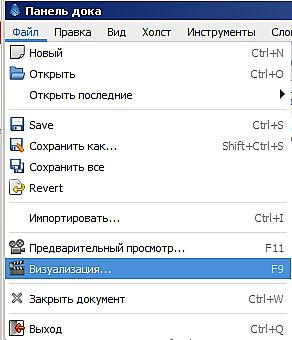 Панель дока
Файл Правка Вид Холст Инструменты
Новый Ctrl+N
Открыть Ctrl+O
Открыть последние
Save Ctrl+S
Сохранить как... Shift+Ctrl+S
Сохранить все
Revert
Импортировать... Ctrl+I
Предварительный просмотр... F11
Визуализация... F9
Закрыть документ Ctrl+W
Выход Ctrl+Q